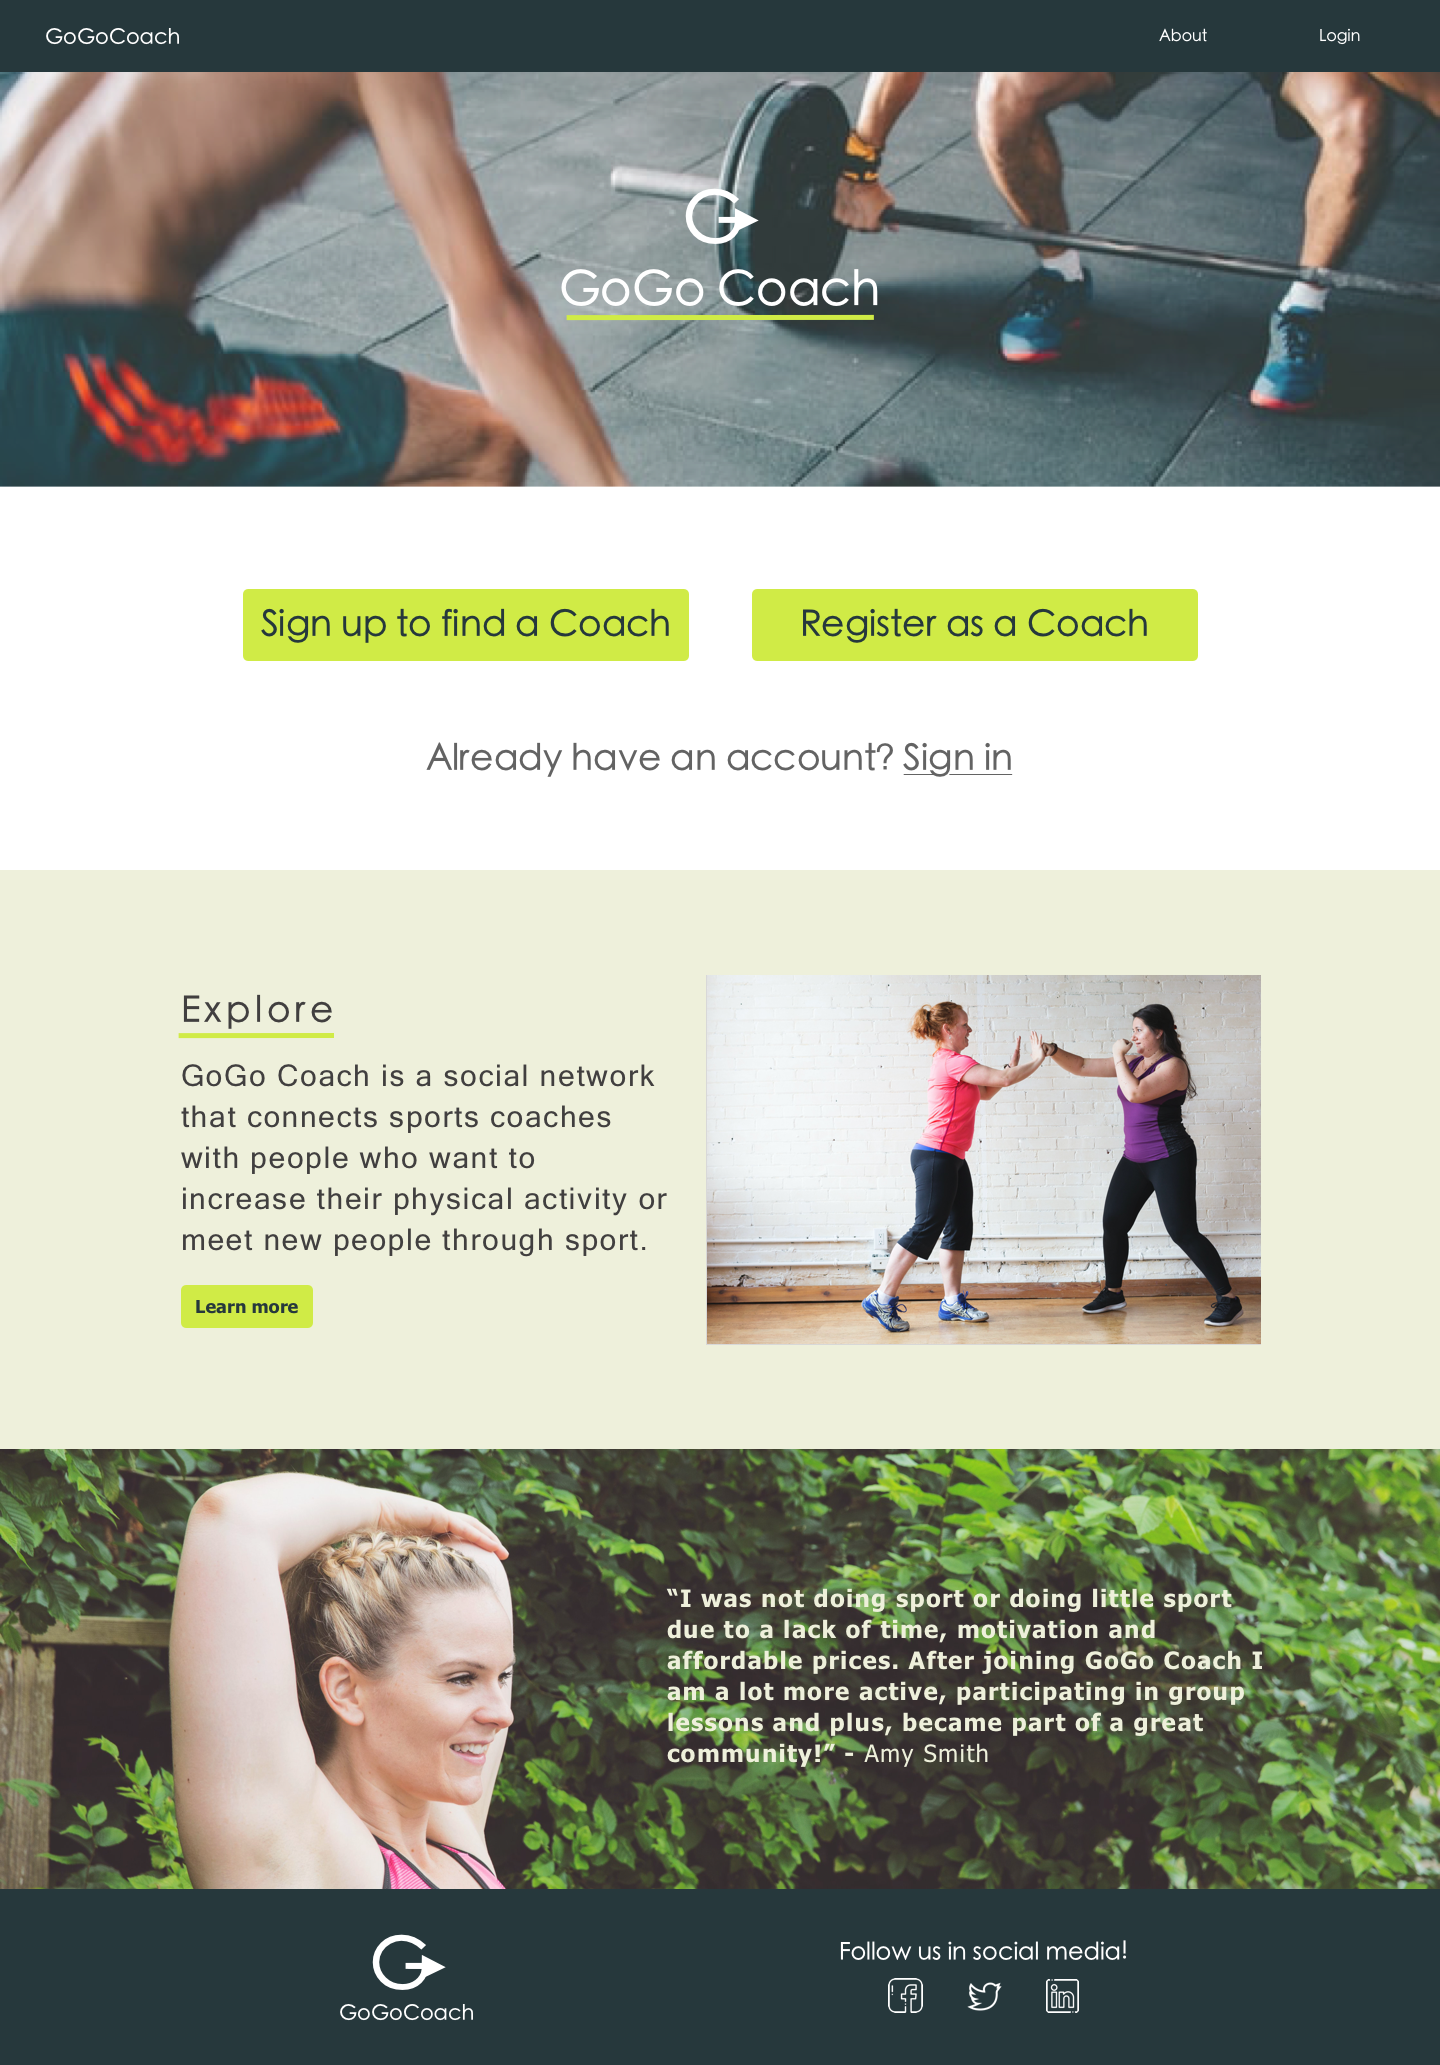 GoGoCoach
About
Login
GoGo Coach
Sign up to find a Coach
Register as a Coach
Already have an account? Sign in
Explore
GoGo Coach is a social network
that connects sports coaches
with people who want to
increase their physical activity or
meet new people through sport.
Learn more
“I was not doing sport or doing little sport
due to a lack of time, motivation and
affordable prices. After joining GoGo Coach I
am a lot more active, participating in group
lessons and plus, became part of a great
community!” - Amy Smith
GoGoCoach
Follow us in social media!